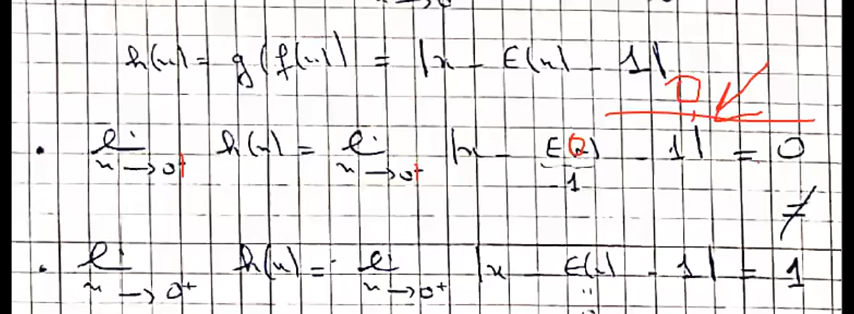 h(x) = g(f(x)) = |x - E(x) - 1|
0
• lim h(x) = lim |x - E(x) - 1| = 0
x → 0+ x → 0+ -1
≠
• lim h(x) = lim |x - E(x) - 1| = 1
x → 0+ x → 0+